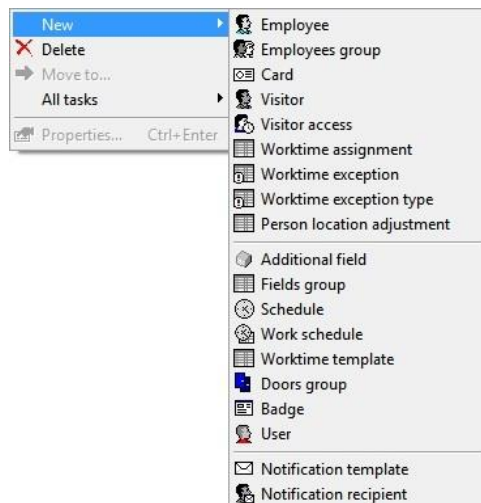 New
Delete
Move to...
All tasks
Properties... Ctrl+Enter
Employee
Employees group
Card
Visitor
Visitor access
Worktime assignment
Worktime exception
Worktime exception type
Person location adjustment
Additional field
Fields group
Schedule
Work schedule
Worktime template
Doors group
Badge
User
Notification template
Notification recipient